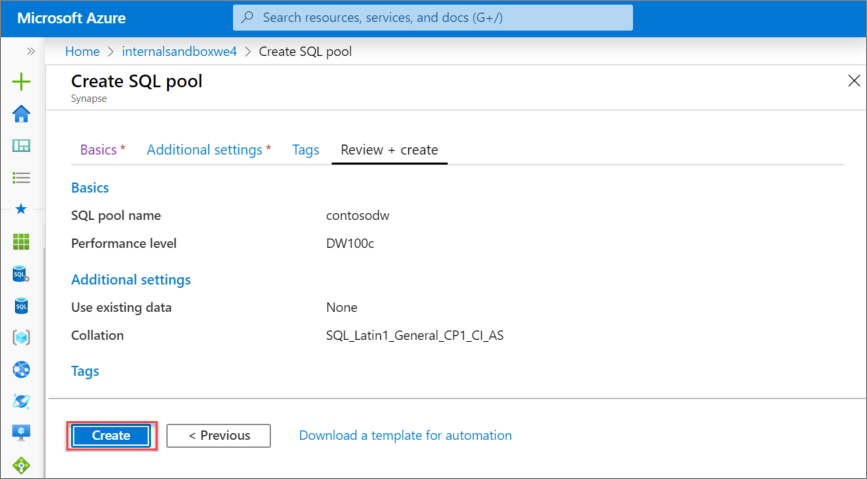 Microsoft Azure
Search resources, services, and docs (G+/)
Home > internalsandboxwe4 > Create SQL pool
Create SQL pool
Synapse
Basics * Additional settings * Tags Review + create
Basics
SQL pool name contosodw
Performance level DW100c
Additional settings
Use existing data None
Collation SQL_Latin1_General_CP1_CI_AS
Tags
Create < Previous Download a template for automation
SQL
SQL